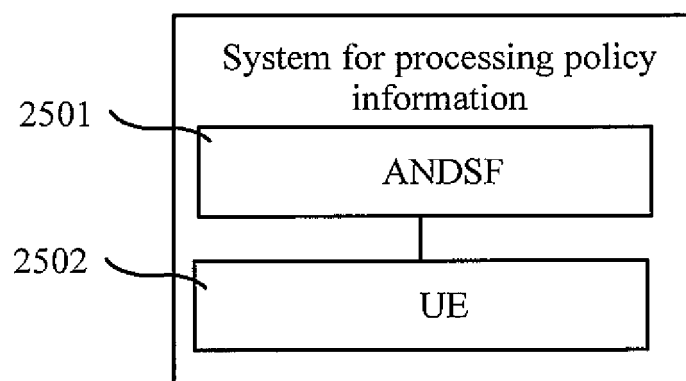 System for processing policy
information
2501
ANDSF
2502
UE